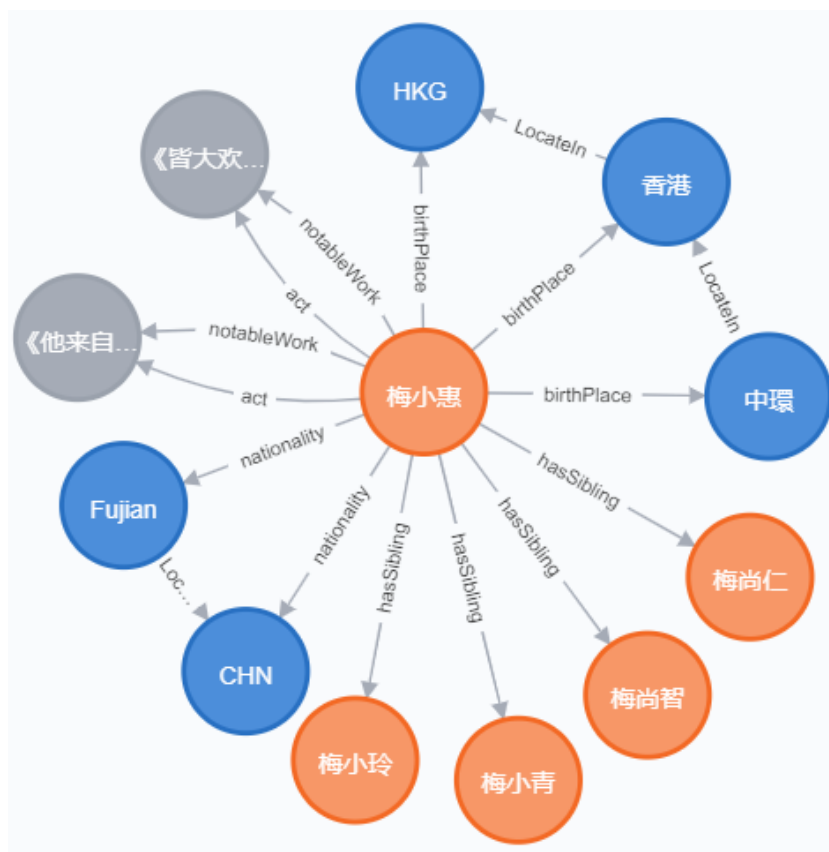 HKG
LocateIn
《皆大欢...
香港
notableWork
birthPlace
birthPlace
act
LocateIn
《他来自...
notableWork
梅小惠
birthPlace
中環
act
nationality
hasSibling
Fujian
nationality
hasSibling
hasSibling
hasSibling
梅尚仁
Loc...
CHN
梅尚智
梅小玲
梅小青